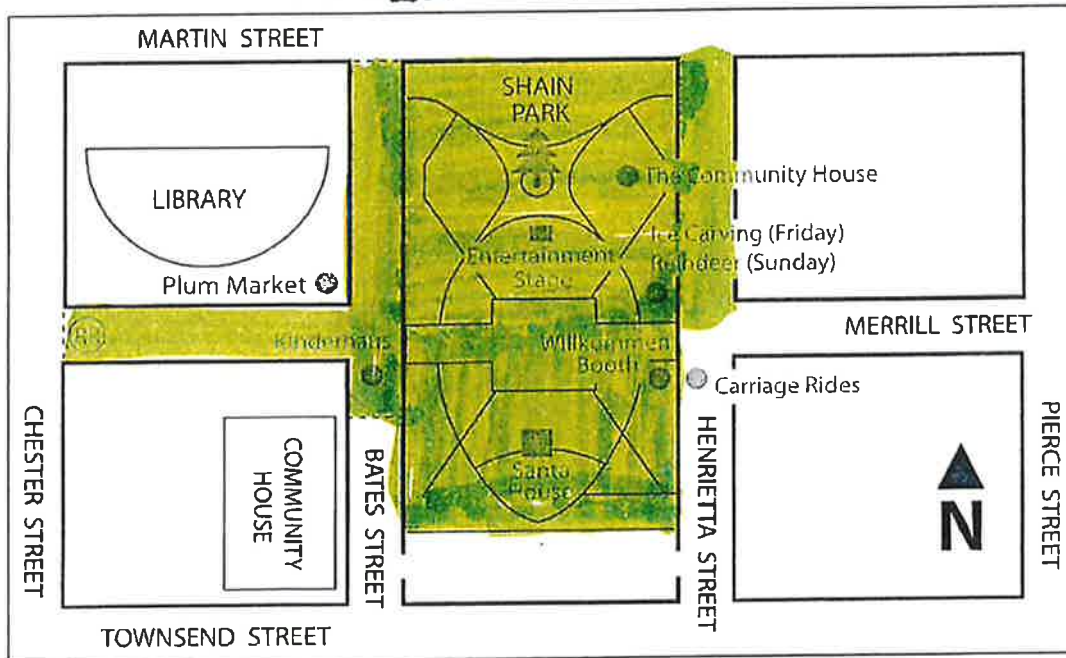 MARTIN STREET
SHAIN
PARK
The Community House
LIBRARY
Ice Carving (Friday)
Entertainment
Stage
Reindeer (Sunday)
Plum Market
MERRILL STREET
Kinderhaus
Willkommen
Booth
Carriage Rides
CHESTER STREET
COMMUNITY
HOUSE
BATES STREET
Santa
House
HENRIETTA STREET
PIERCE STREET
N
TOWNSEND STREET